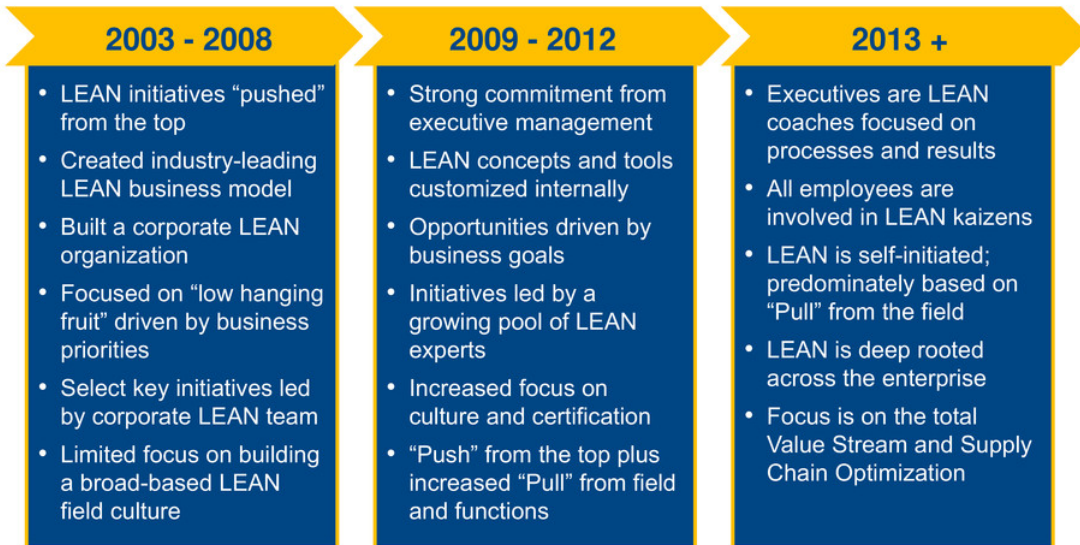 2003 - 2008
• LEAN initiatives “pushed”
from the top
• Created industry-leading
LEAN business model
• Built a corporate LEAN
organization
• Focused on “low hanging
fruit” driven by business
priorities
• Select key initiatives led
by corporate LEAN team
• Limited focus on building
a broad-based LEAN
field culture
2009 - 2012
• Strong commitment from
executive management
• LEAN concepts and tools
customized internally
• Opportunities driven by
business goals
• Initiatives led by a
growing pool of LEAN
experts
• Increased focus on
culture and certification
• “Push” from the top plus
increased “Pull” from field
and functions
2013 +
• Executives are LEAN
coaches focused on
processes and results
• All employees are
involved in LEAN kaizens
• LEAN is self-initiated;
predominately based on
“Pull” from the field
• LEAN is deep rooted
across the enterprise
• Focus is on the total
Value Stream and Supply
Chain Optimization